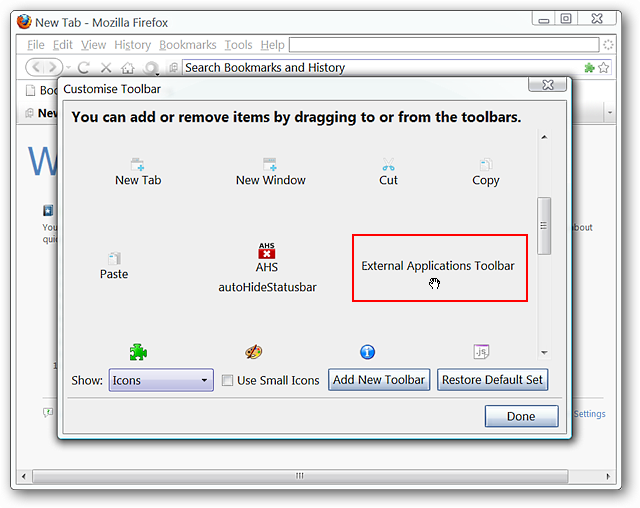 New Tab - Mozilla Firefox
File Edit View History Bookmarks Tools Help
Search Bookmarks and History
Boo
Customise Toolbar
New
You can add or remove items by dragging to or from the toolbars.
W
New Tab New Window Cut Copy
You
about
quic
AHS
Paste AHS External Applications Toolbar
autoHideStatusbar
JS
1
Show: Icons Use Small Icons Add New Toolbar Restore Default Set
Settings
Done